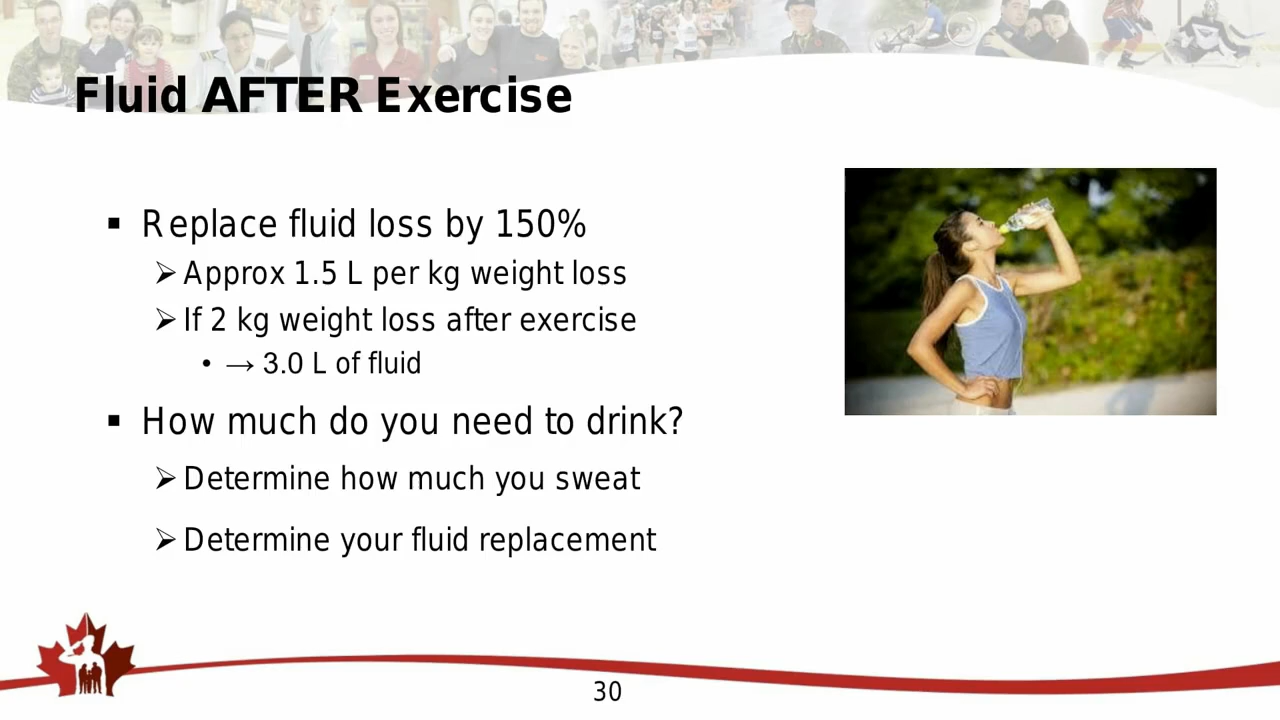 Fluid AFTER Exercise
▪ Replace fluid loss by 150%
➢ Approx 1.5 L per kg weight loss
➢ If 2 kg weight loss after exercise
• → 3.0 L of fluid
▪ How much do you need to drink?
➢ Determine how much you sweat
➢ Determine your fluid replacement
30